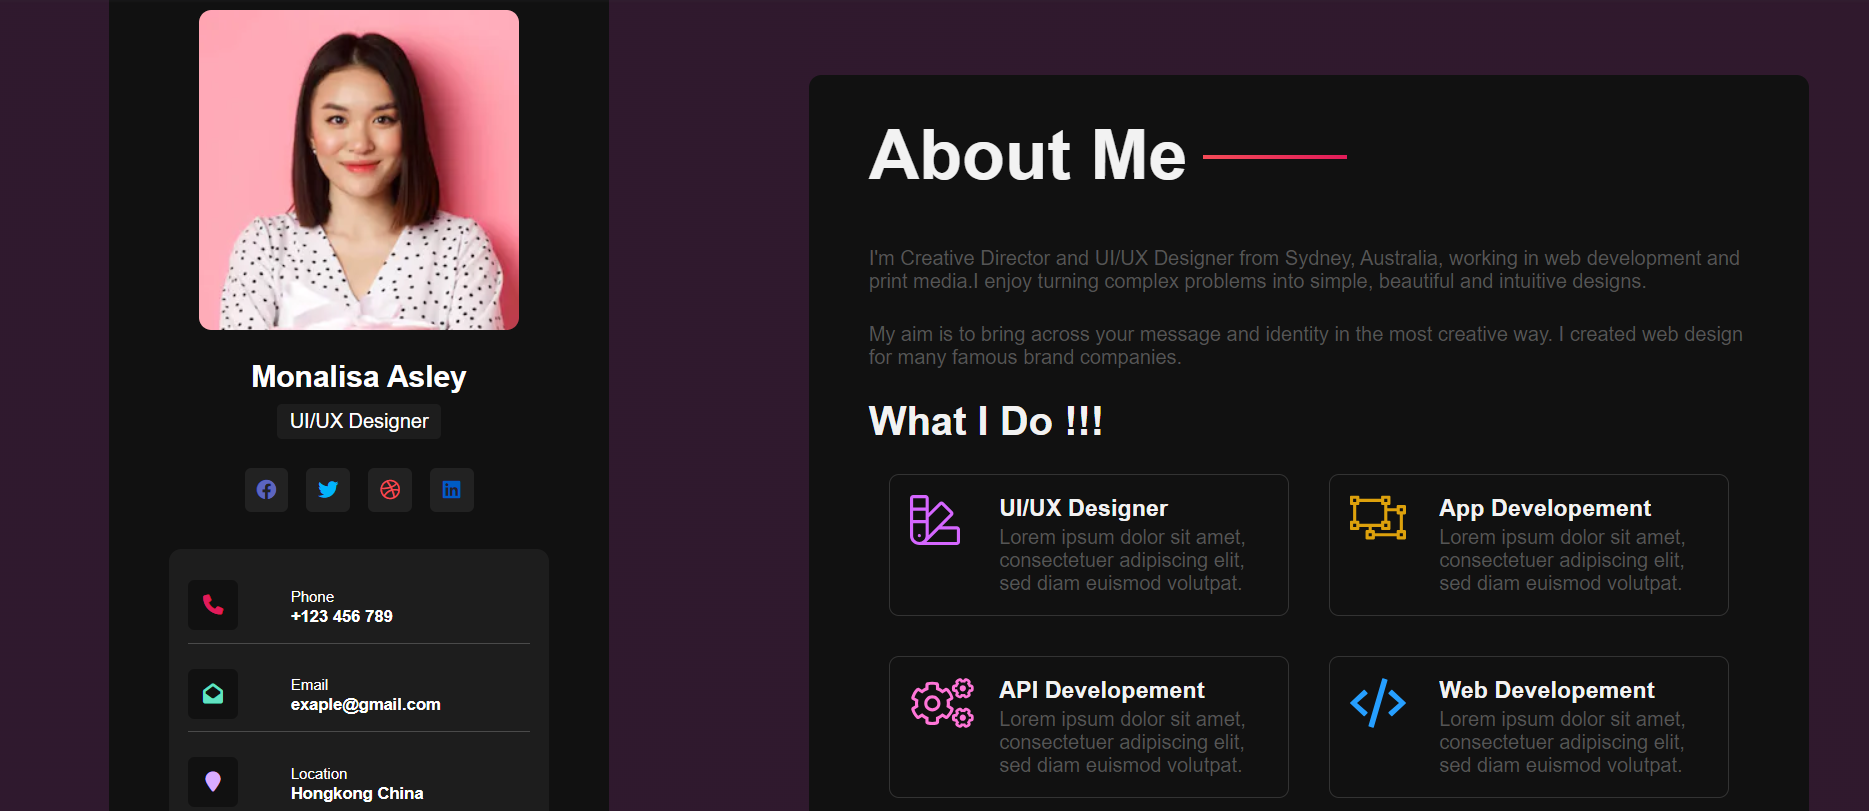 Monalisa Asley
UI/UX Designer
Phone
+123 456 789
Email
exaple@gmail.com
Location
Hongkong China
About Me
I'm Creative Director and UI/UX Designer from Sydney, Australia, working in web development and
print media.I enjoy turning complex problems into simple, beautiful and intuitive designs.
My aim is to bring across your message and identity in the most creative way. I created web design
for many famous brand companies.
What I Do !!!
UI/UX Designer
Lorem ipsum dolor sit amet,
consectetuer adipiscing elit,
sed diam euismod volutpat.
App Developement
Lorem ipsum dolor sit amet,
consectetuer adipiscing elit,
sed diam euismod volutpat.
API Developement
Lorem ipsum dolor sit amet,
consectetuer adipiscing elit,
sed diam euismod volutpat.
Web Developement
Lorem ipsum dolor sit amet,
consectetuer adipiscing elit,
sed diam euismod volutpat.